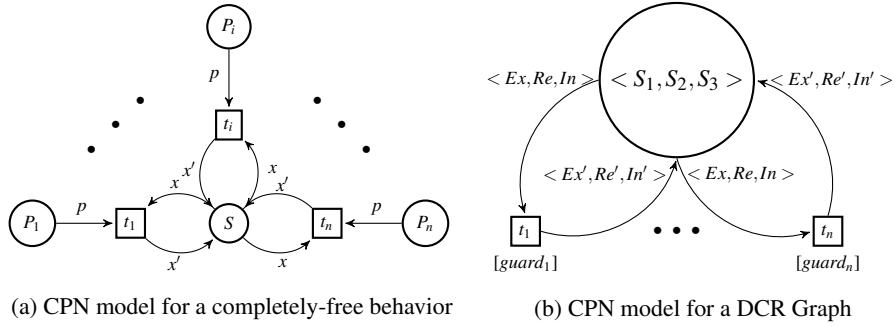 P_i
p
t_i
x' x
x x'
P_1 p t_1 S t_n p P_n
x' x
(a) CPN model for a completely-free behavior
< Ex, Re, In > < S_1, S_2, S_3 > < Ex', Re', In' >
< Ex', Re', In' > < Ex, Re, In >
t_1 t_n
[guard_1] [guard_n]
(b) CPN model for a DCR Graph